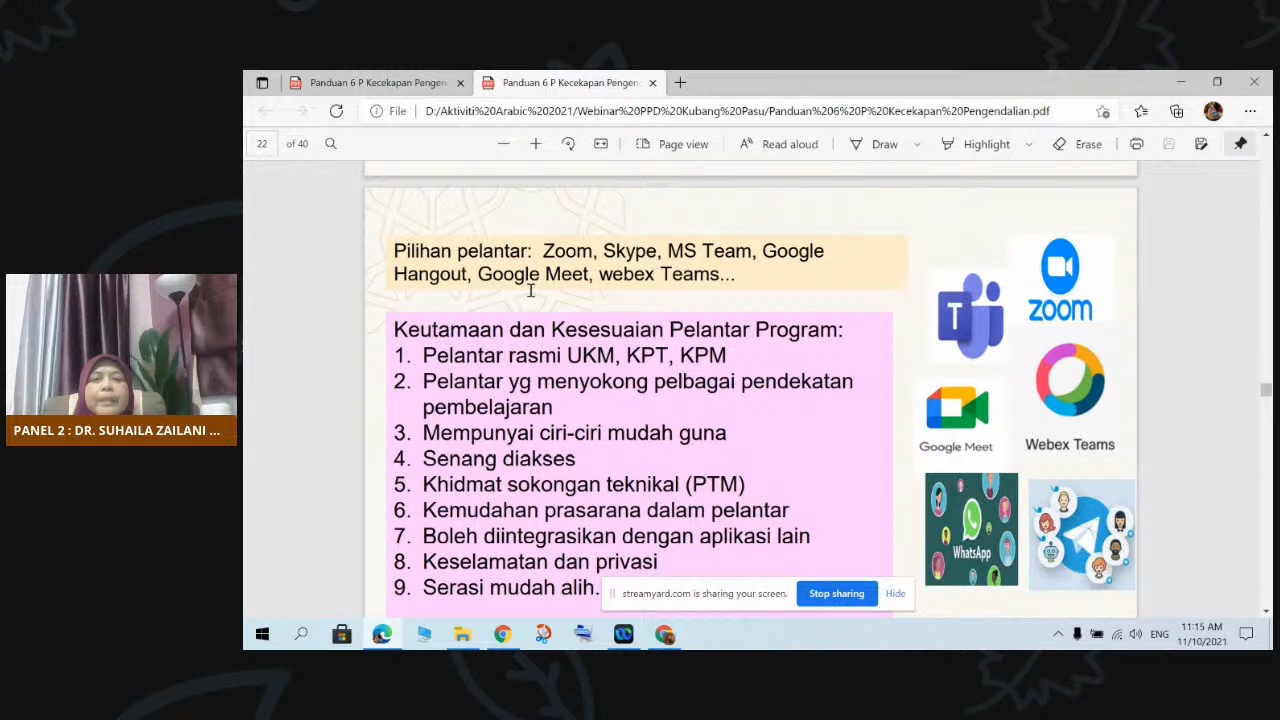 Panduan 6 P Kecekapan Pengen
Panduan 6 P Kecekapan Pengen
File
D:/Aktiviti%20Arabic%202021/Webinar%20PPD%20Kubang%20Pasu/Panduan%206%20P%20Kecekapan%20Pengendalian.pdf
22 of 40
Page view
Read aloud
Draw
Highlight
Erase
Pilihan pelantar: Zoom, Skype, MS Team, Google
Hangout, Google Meet, webex Teams...
Keutamaan dan Kesesuaian Pelantar Program:
1. Pelantar rasmi UKM, KPT, KPM
2. Pelantar yg menyokong pelbagai pendekatan
pembelajaran
3. Mempunyai ciri-ciri mudah guna
4. Senang diakses
5. Khidmat sokongan teknikal (PTM)
6. Kemudahan prasarana dalam pelantar
7. Boleh diintegrasikan dengan aplikasi lain
8. Keselamatan dan privasi
9. Serasi mudah alih.
T
zoom
Google Meet
Webex Teams
WhatsApp
streamyard.com is sharing your screen.
Stop sharing
Hide
PANEL 2 : DR. SUHAILA ZAILANI ...
ENG
11:15 AM
11/10/2021